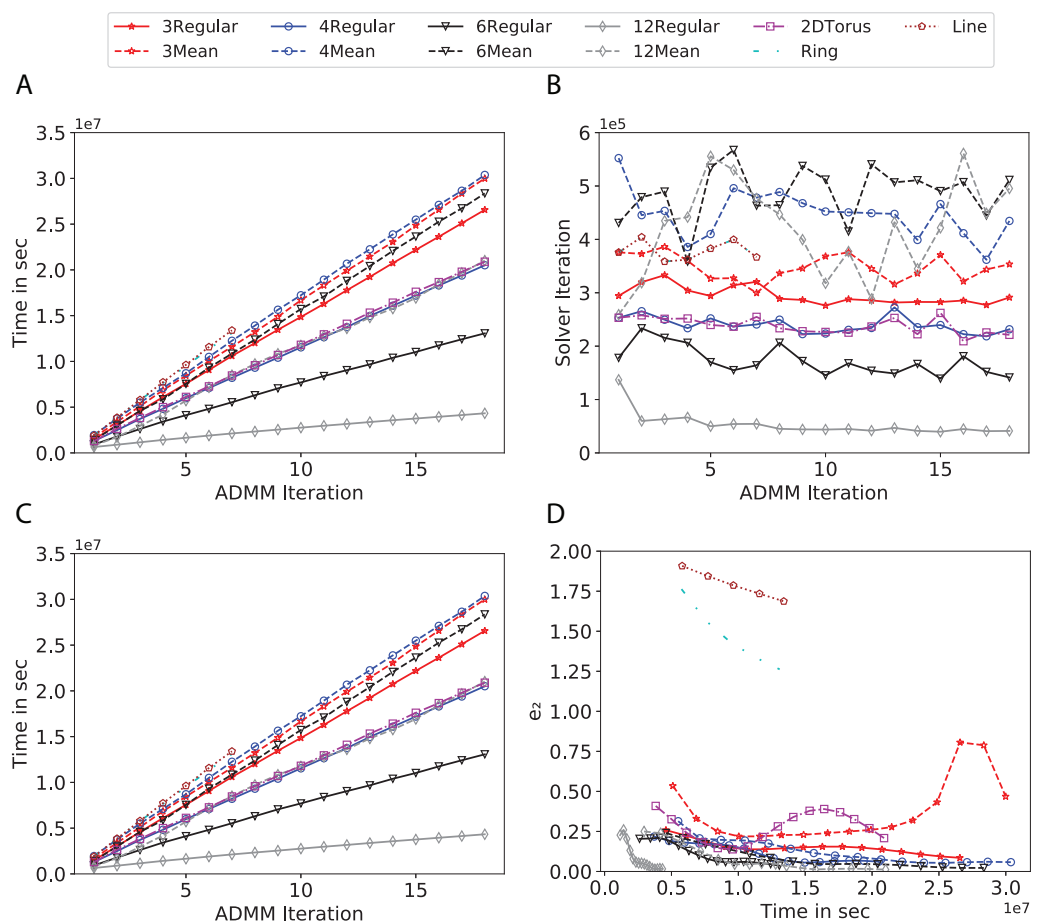 3Regular 4Regular 6Regular 12Regular 2DTorus Line
3Mean 4Mean 6Mean 12Mean Ring
A
1e7
3.5
3.0
2.5
2.0
1.5
1.0
0.5
0.0
Time in sec
5 10 15
ADMM Iteration
B
1e5
6
5
4
3
2
1
0
Solver Iteration
5 10 15
ADMM Iteration
C
1e7
3.5
3.0
2.5
2.0
1.5
1.0
0.5
0.0
Time in sec
5 10 15
ADMM Iteration
D
2.00
1.75
1.50
1.25
1.00
0.75
0.50
0.25
0.00
e₂
0.0 0.5 1.0 1.5 2.0 2.5 3.0
Time in sec
1e7